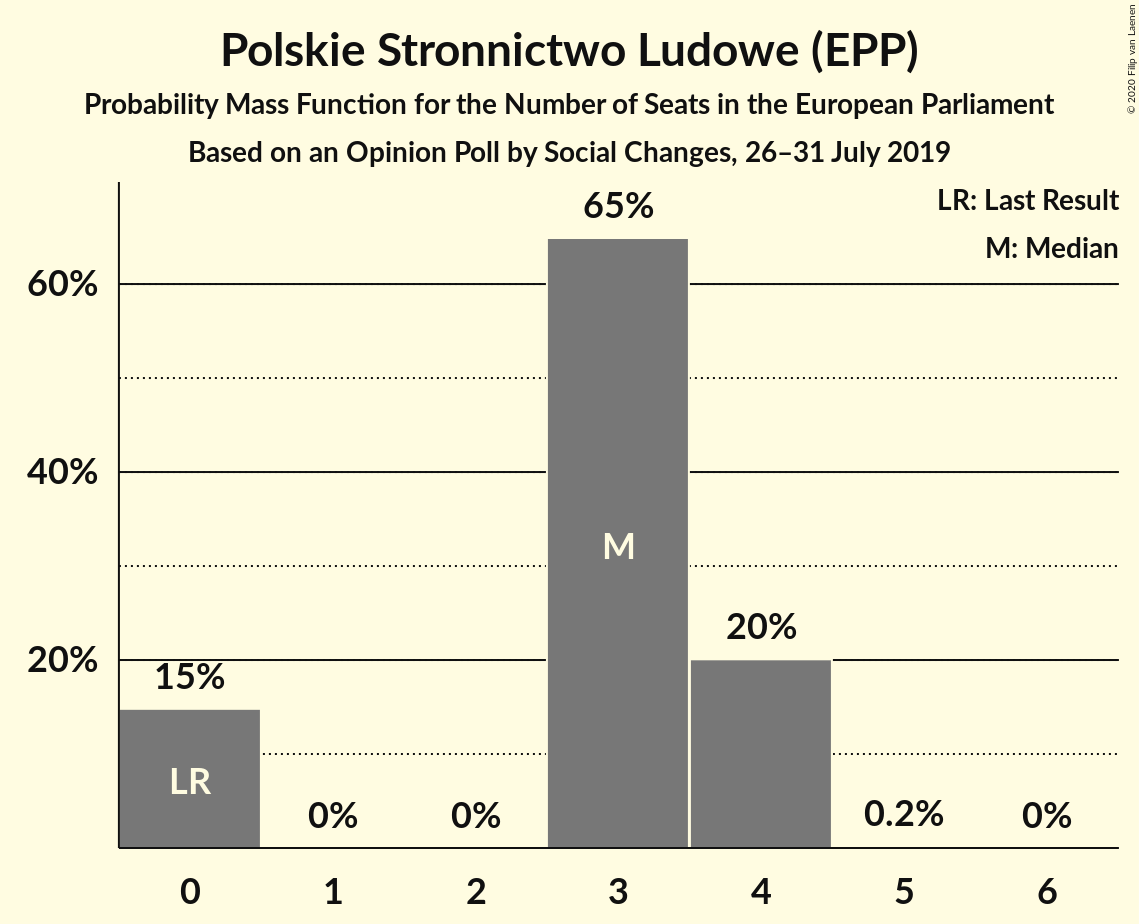 Polskie Stronnictwo Ludowe (EPP)
Probability Mass Function for the Number of Seats in the European Parliament
Based on an Opinion Poll by Social Changes, 26–31 July 2019
© 2020 Filip van Laenen
LR: Last Result
M: Median
65%
60%
40%
M
20%
20%
15%
LR
0%
0%
0.2%
0%
0 1 2 3 4 5 6